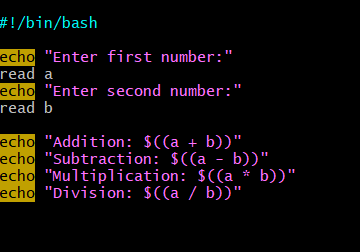 #!/bin/bash
echo "Enter first number:"
read a
echo "Enter second number:"
read b
echo "Addition: $((a + b))"
echo "Subtraction: $((a - b))"
echo "Multiplication: $((a * b))"
echo "Division: $((a / b))"